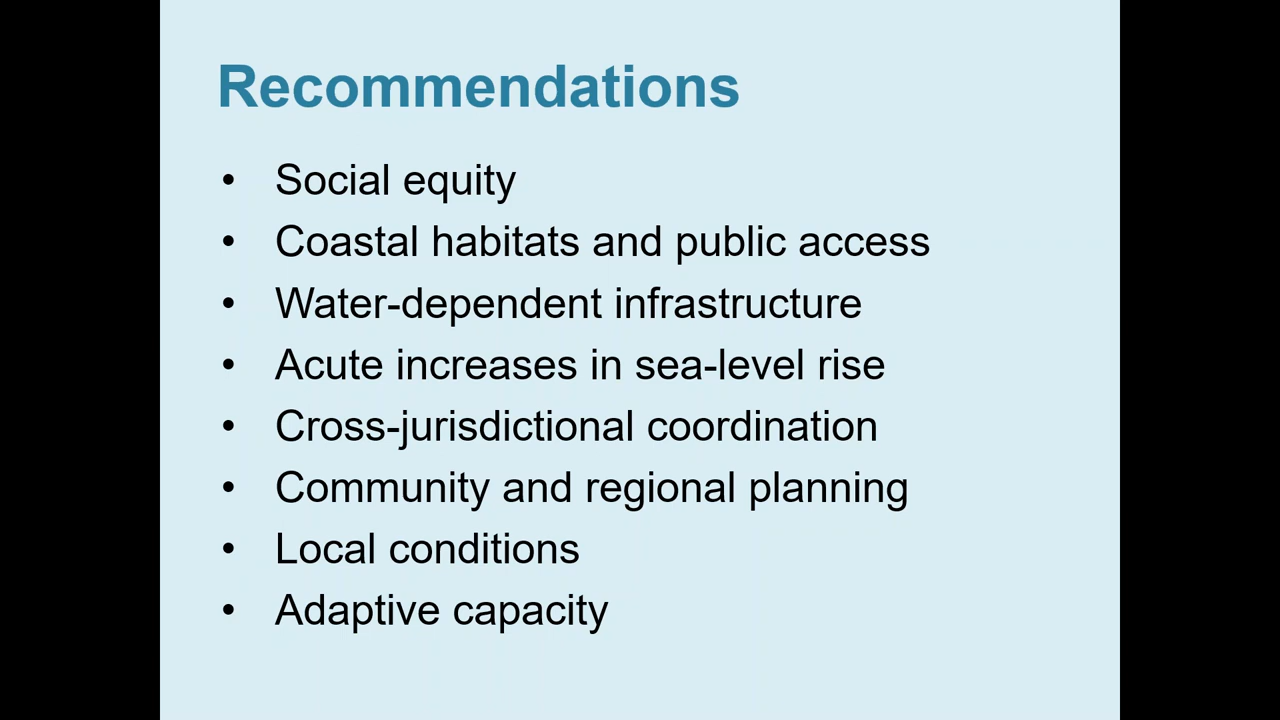 Recommendations
• Social equity
• Coastal habitats and public access
• Water-dependent infrastructure
• Acute increases in sea-level rise
• Cross-jurisdictional coordination
• Community and regional planning
• Local conditions
• Adaptive capacity